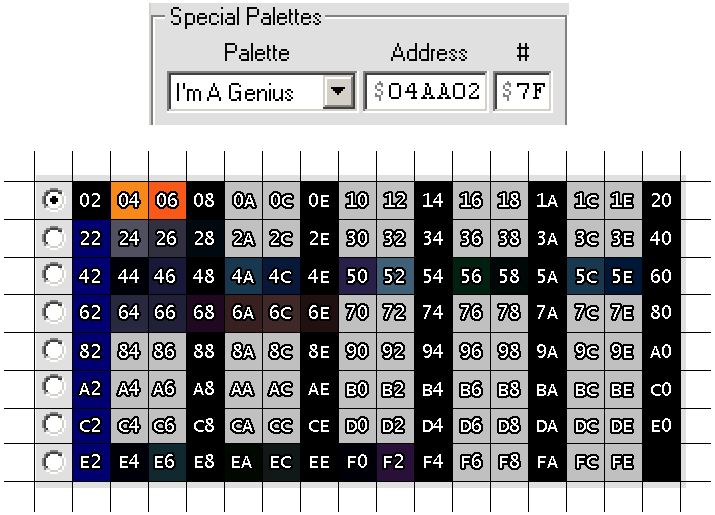 Special Palettes
Palette Address #
I'm A Genius $04AA02 $7F
02 04 06 08 0A 0C 0E 10 12 14 16 18 1A 1C 1E 20
22 24 26 28 2A 2C 2E 30 32 34 36 38 3A 3C 3E 40
42 44 46 48 4A 4C 4E 50 52 54 56 58 5A 5C 5E 60
62 64 66 68 6A 6C 6E 70 72 74 76 78 7A 7C 7E 80
82 84 86 88 8A 8C 8E 90 92 94 96 98 9A 9C 9E A0
A2 A4 A6 A8 AA AC AE B0 B2 B4 B6 B8 BA BC BE C0
C2 C4 C6 C8 CA CC CE D0 D2 D4 D6 D8 DA DC DE E0
E2 E4 E6 E8 EA EC EE F0 F2 F4 F6 F8 FA FC FE